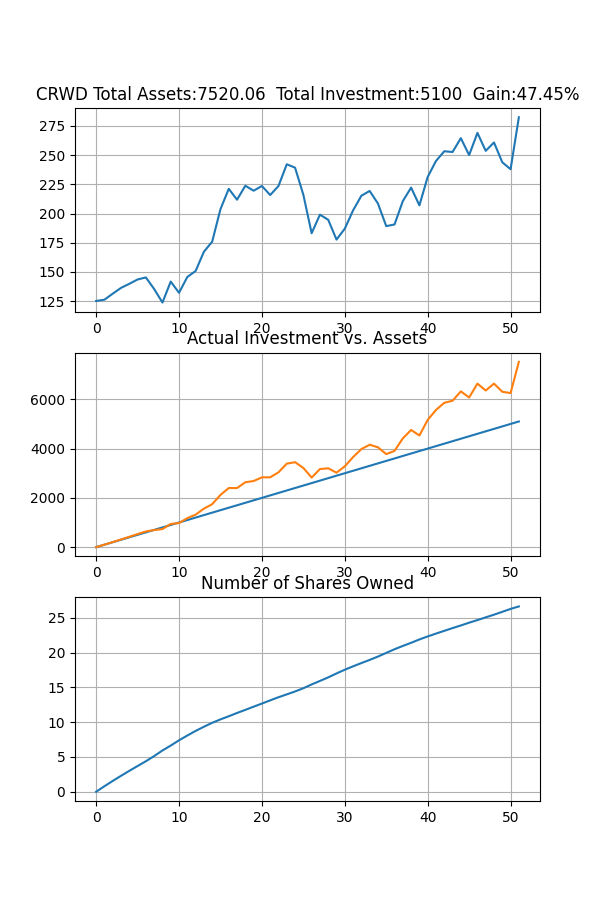 CRWD Total Assets:7520.06  Total Investment:5100  Gain:47.45%
275
250
225
200
175
150
125
0 10 20 30 40 50
Actual Investment vs. Assets
6000
4000
2000
0
0 10 20 30 40 50
Number of Shares Owned
25
20
15
10
5
0
0 10 20 30 40 50